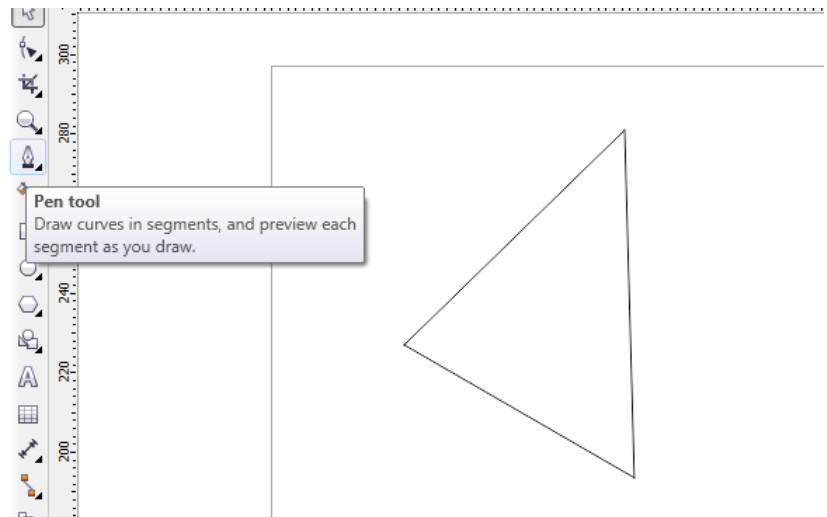 300
280
Pen tool
Draw curves in segments, and preview each
segment as you draw.
240
220
200